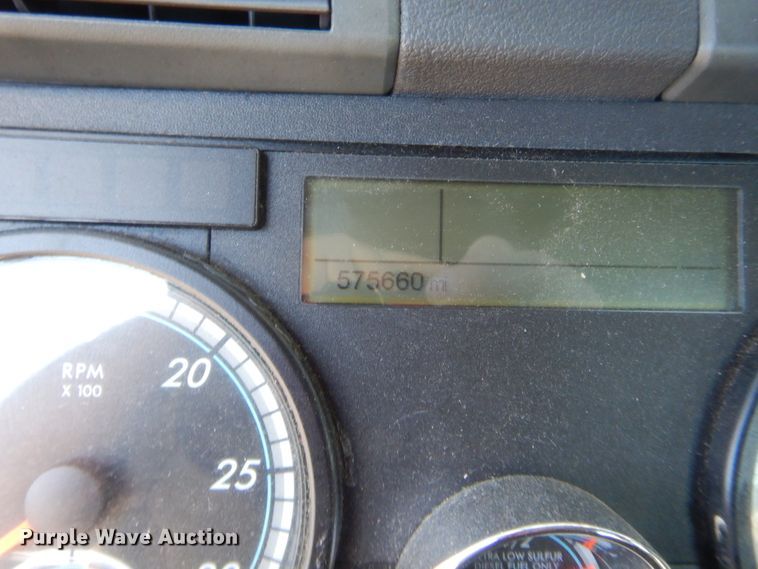 575660 mi
RPM
X 100
20
25
ULTRA LOW SULFUR
DIESEL FUEL ONLY
Purple Wave Auction